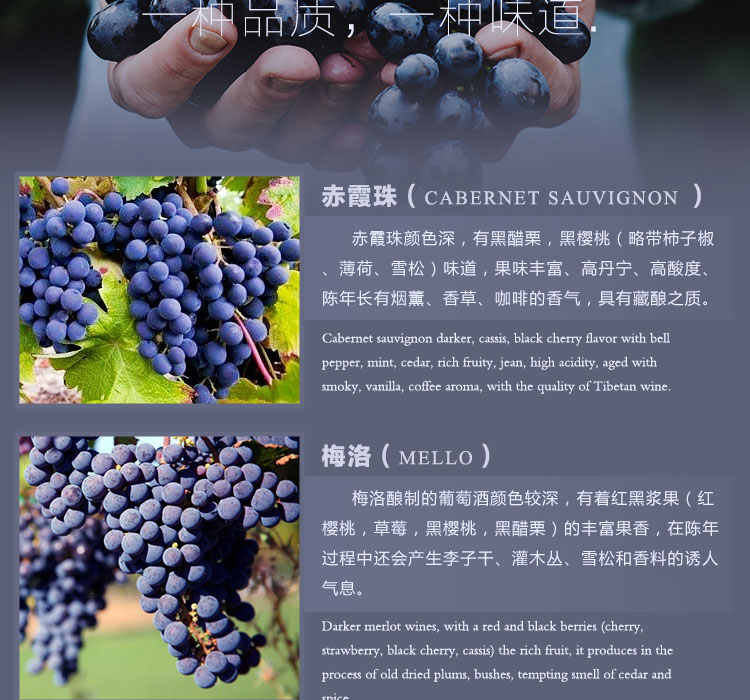 一种品质，一种味道.
赤霞珠（CABERNET SAUVIGNON ）
赤霞珠颜色深，有黑醋栗，黑樱桃（略带柿子椒
、薄荷、雪松）味道，果味丰富、高丹宁、高酸度、
陈年长有烟薰、香草、咖啡的香气，具有藏酿之质。
Cabernet sauvignon darker, cassis, black cherry flavor with bell
pepper, mint, cedar, rich fruity, jean, high acidity, aged with
smoky, vanilla, coffee aroma, with the quality of Tibetan wine.
梅洛（MELLO）
梅洛酿制的葡萄酒颜色较深，有着红黑浆果（红
樱桃，草莓，黑樱桃，黑醋栗）的丰富果香，在陈年
过程中还会产生李子干、灌木丛、雪松和香料的诱人
气息。
Darker merlot wines, with a red and black berries (cherry,
strawberry, black cherry, cassis) the rich fruit, it produces in the
process of old dried plums, bushes, tempting smell of cedar and
spice